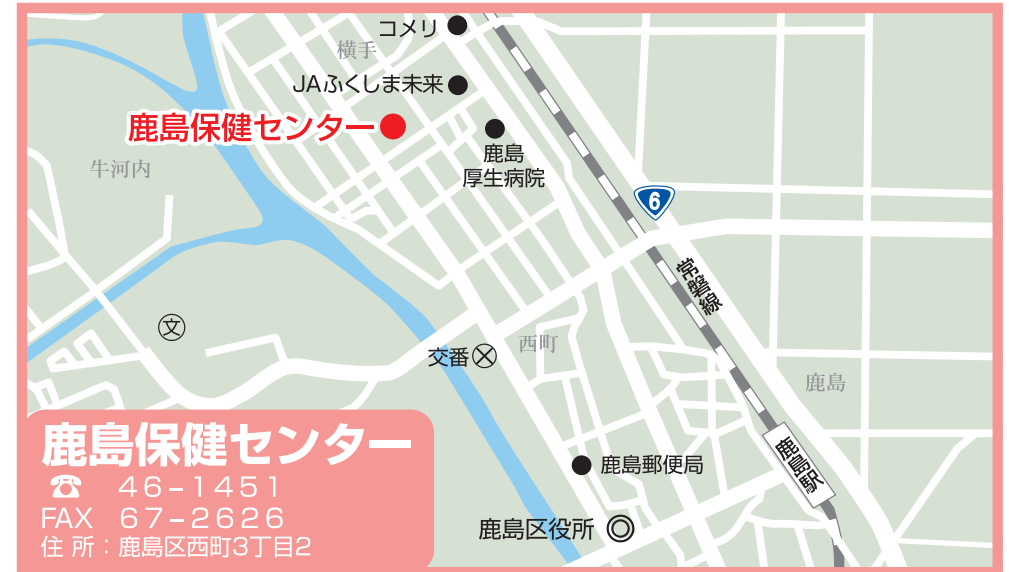 コメリ
横手
JAふくしま未来
鹿島保健センター
鹿島
厚生病院
牛河内
6
常磐線
文
西町
交番
鹿島
鹿島駅
鹿島郵便局
鹿島区役所
鹿島保健センター
☎ 46-1451
FAX 67-2626
住所：鹿島区西町3丁目2